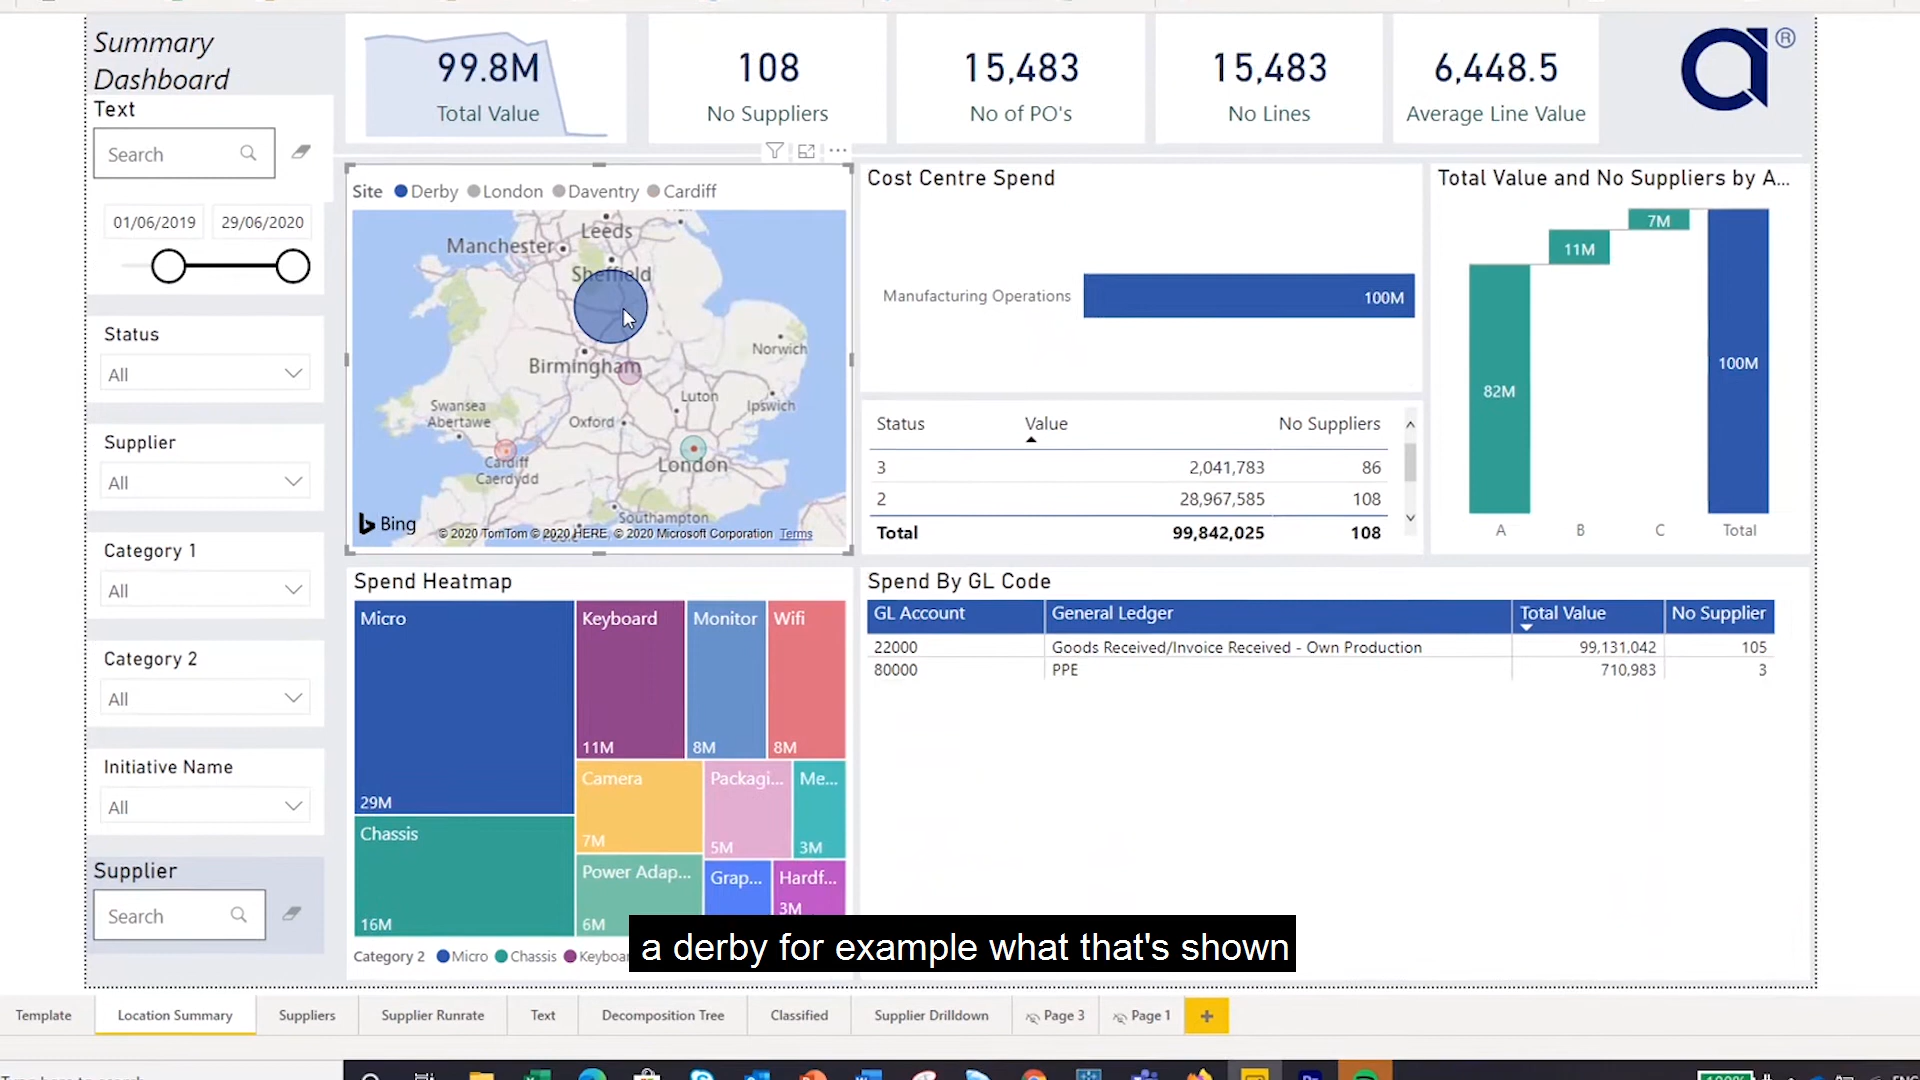 Summary
Dashboard
99.8M
Total Value
108
No Suppliers
15,483
No of PO's
15,483
No Lines
6,448.5
Average Line Value
®
Text
Search
01/06/2019
29/06/2020
Status
All
Supplier
All
Category 1
All
Category 2
All
Initiative Name
All
Supplier
Search
Site Derby London Daventry Cardiff
Leeds
Manchester
Sheffield
Norwich
Birmingham
Luton
Ipswich
Swansea
Abertawe
Oxford
Cardiff
Caerdydd
London
Southampton
Bing
© 2020 TomTom © 2020 HERE, © 2020 Microsoft Corporation Terms
Cost Centre Spend
Manufacturing Operations 100M
Status Value No Suppliers
3 2,041,783 86
2 28,967,585 108
Total 99,842,025 108
Total Value and No Suppliers by A...
7M
11M
100M
82M
A B C Total
Spend Heatmap
Micro
29M
Chassis
16M
Keyboard
11M
Monitor
8M
Wifi
8M
Camera
7M
Packagi...
5M
Me...
3M
Power Adap...
6M
Grap...
Hardf...
3M
Category 2 Micro Chassis
Spend By GL Code
GL Account General Ledger Total Value No Supplier
22000 Goods Received/Invoice Received - Own Production 99,131,042 105
80000 PPE 710,983 3
a derby for example what that's shown
Template Location Summary Suppliers Supplier Runrate Text Decomposition Tree Classified Supplier Drilldown Page 3 Page 1 +